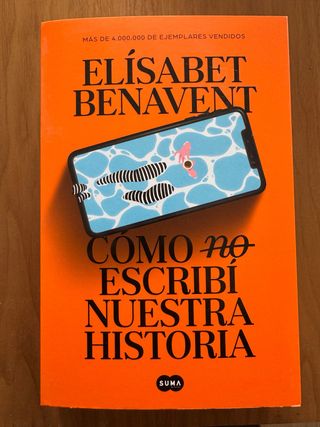 MÁS DE 4.000.000 DE EJEMPLARES VENDIDOS
ELÍSABET
BENAVENT
CÓMO no
ESCRIBÍ
NUESTRA
HISTORIA
SUMA